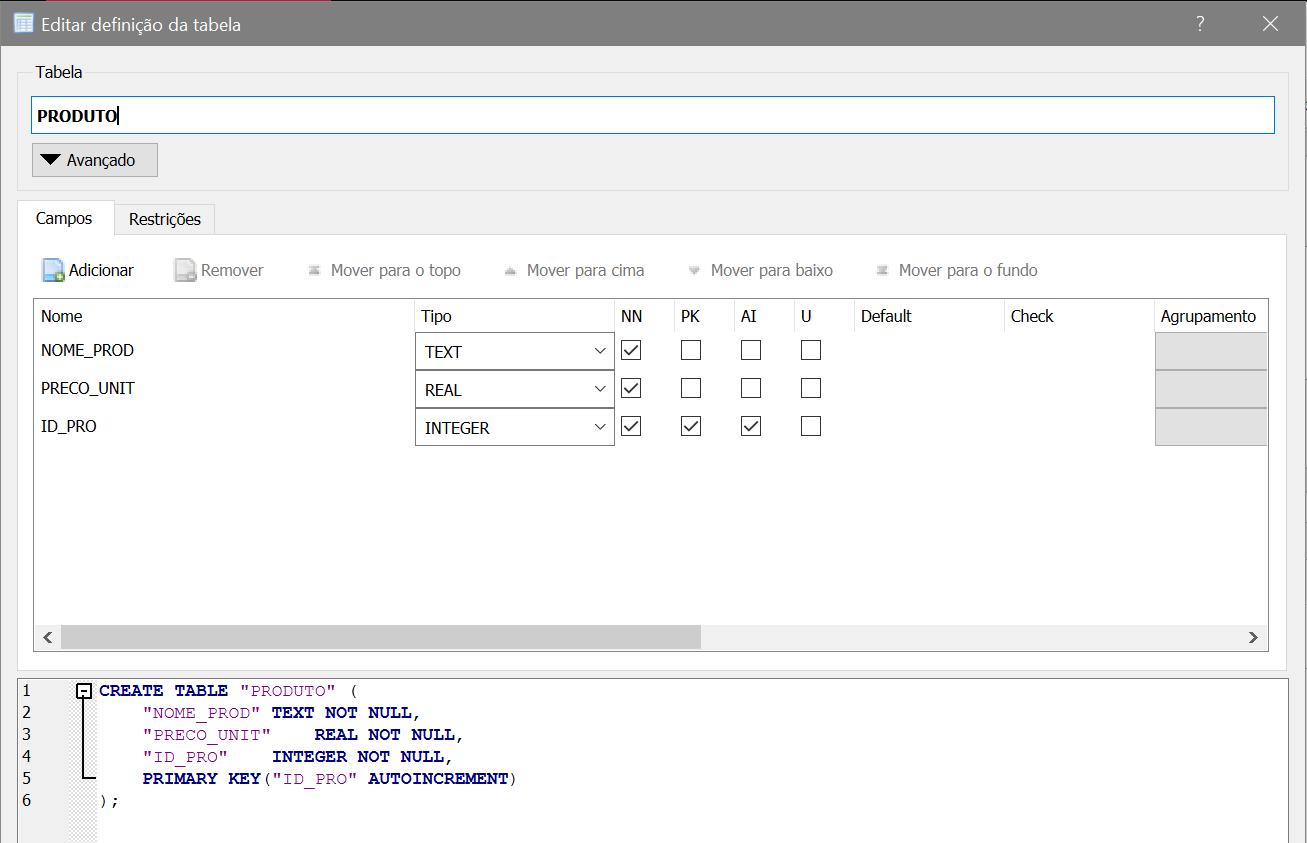 Editar definição da tabela ?
Tabela
PRODUTO
Avançado
Campos Restrições
Adicionar Remover Mover para o topo Mover para cima Mover para baixo Mover para o fundo
Nome Tipo NN PK AI U Default Check Agrupamento
NOME_PROD TEXT
PRECO_UNIT REAL
ID_PRO INTEGER
1 CREATE TABLE "PRODUTO" (
2 "NOME_PROD" TEXT NOT NULL,
3 "PRECO_UNIT" REAL NOT NULL,
4 "ID_PRO" INTEGER NOT NULL,
5 PRIMARY KEY("ID_PRO" AUTOINCREMENT)
6 );